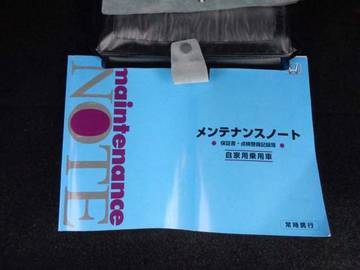 maintenance
NOTE
メンテナンスノート
保証書・点検整備記録簿
自家用乗用車
常時携行